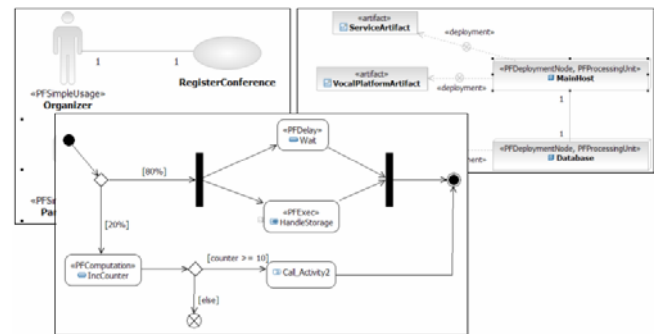 1
1
RegisterConference
«PFSimpleUsage»
Organizer
«artifact»
ServiceArtifact
«deployment»
«PFDeploymentNode, PFProcessingUnit»
MainHost
«artifact»
VocalPlatformArtifact
«deployment»
1
1
«PFDeploymentNode, PFProcessingUnit»
Database
«PFDelay»
Wait
[80%]
«PFExec»
HandleStorage
[20%]
«PFComputation»
IncCounter
[counter >= 10]
Call_Activity2
[else]